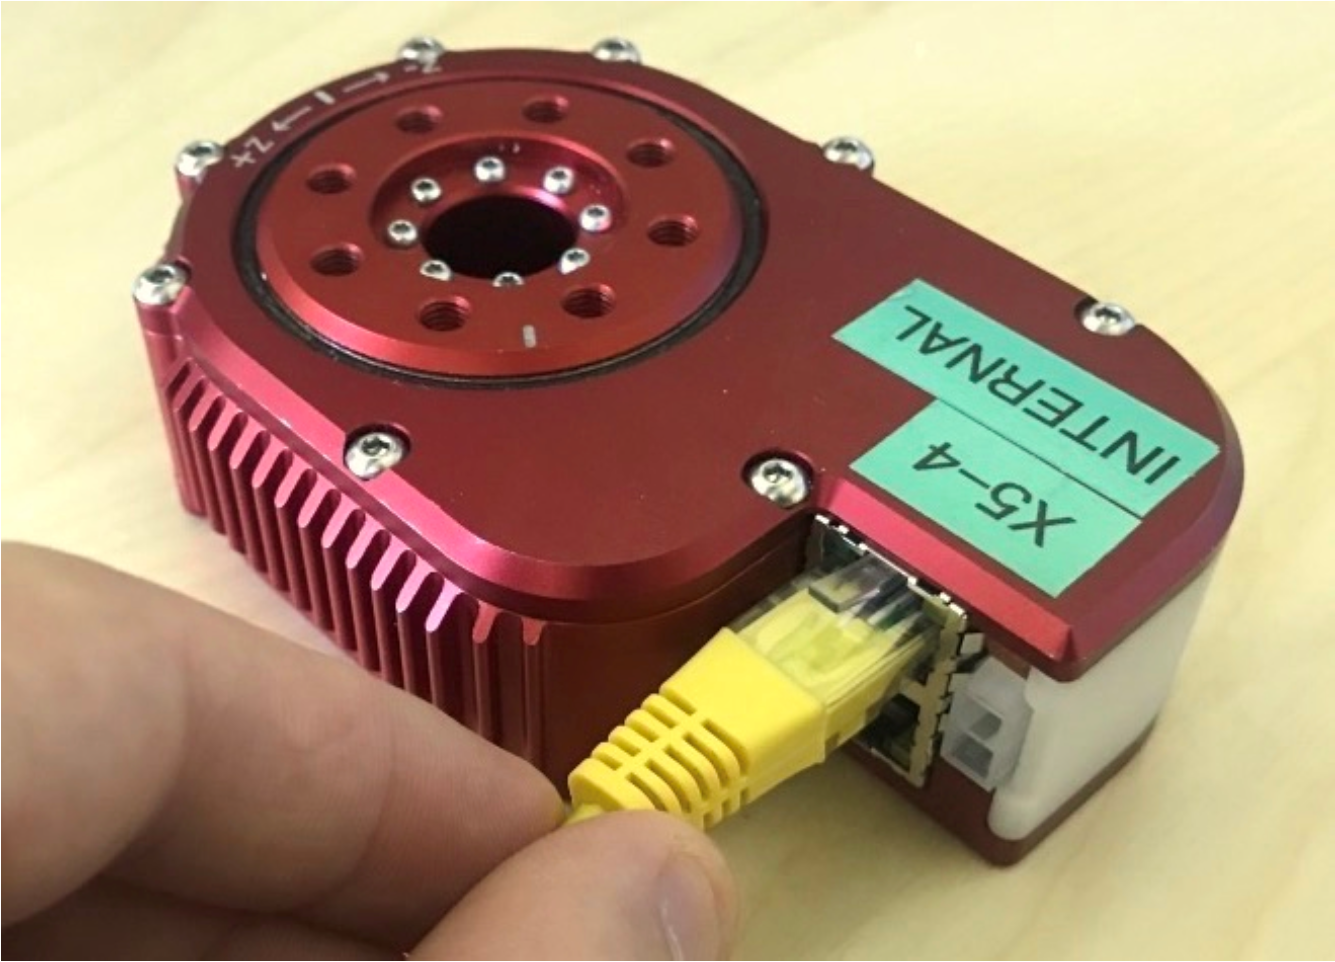 +Z ← | → -Z
X5-4
INTERNAL